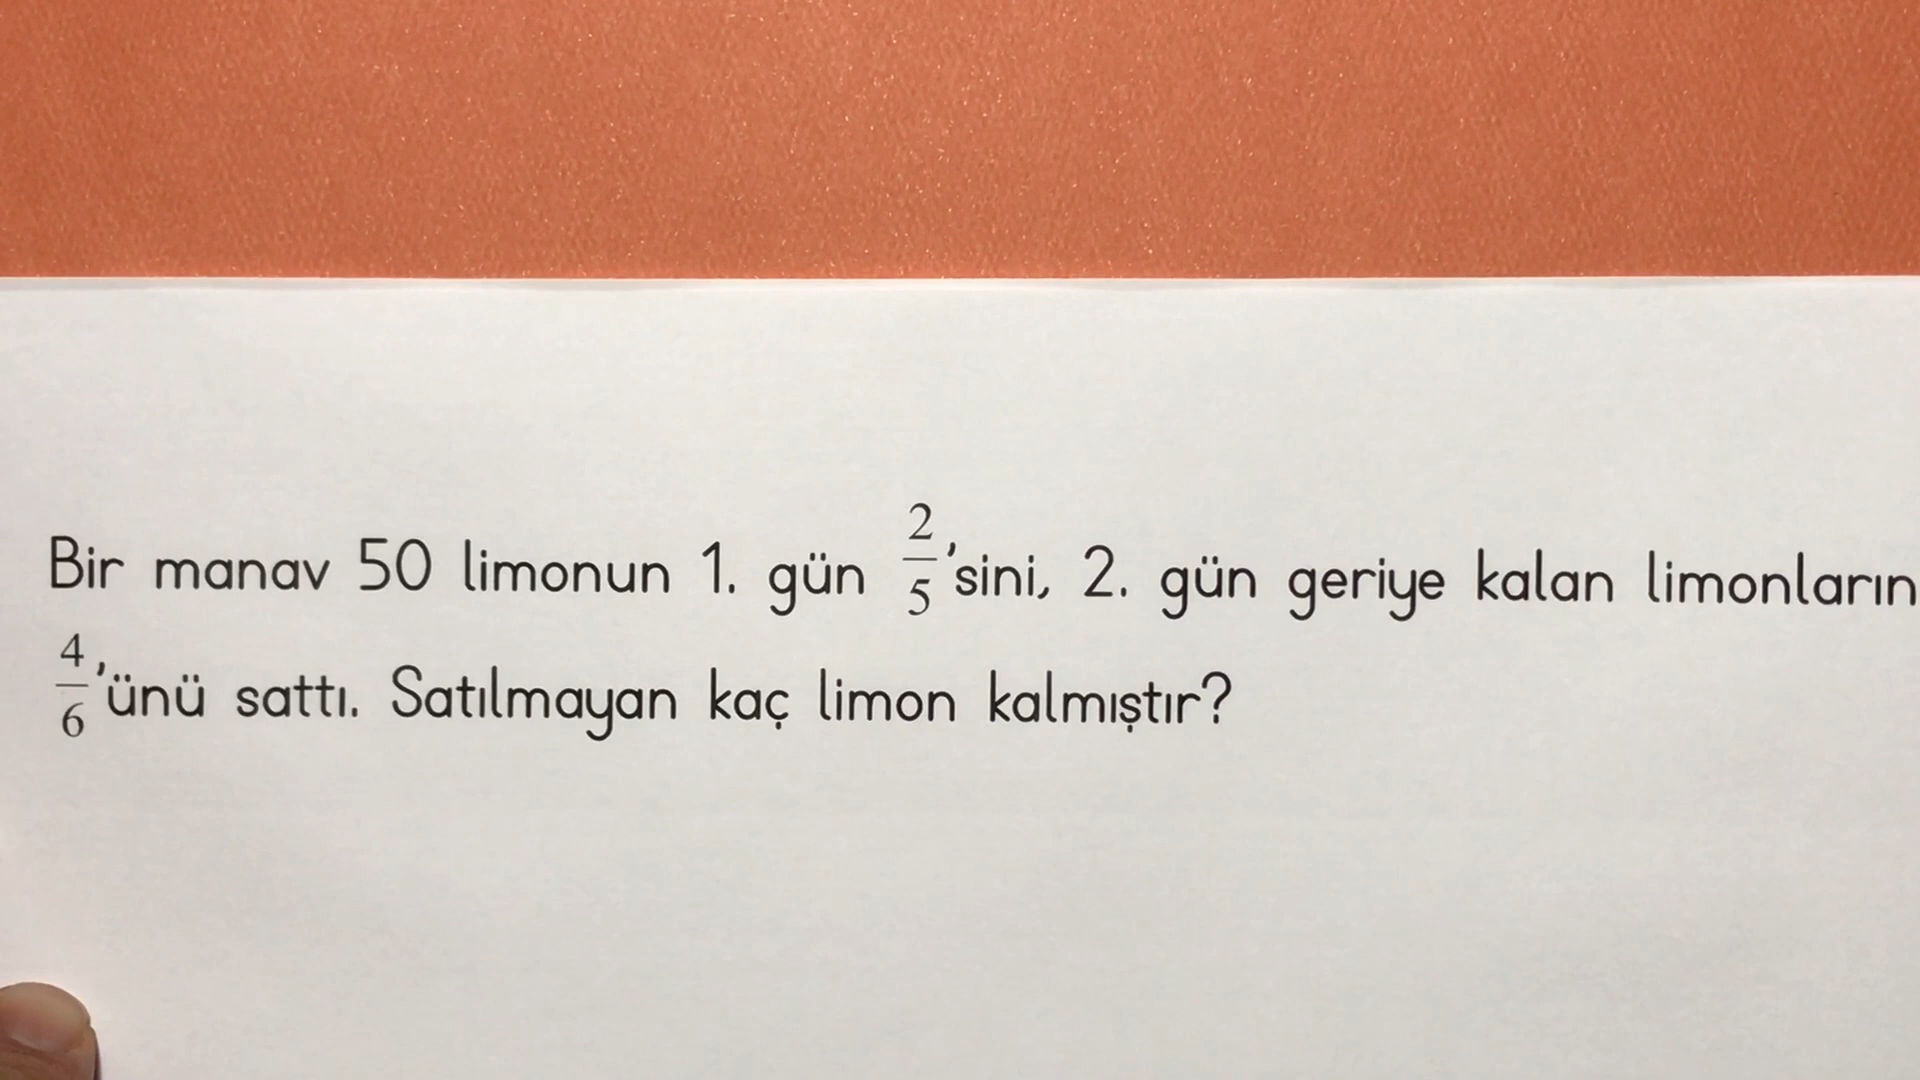 Bir manav 50 limonun 1. gün 2/5'sini, 2. gün geriye kalan limonların
4/6'ünü sattı. Satılmayan kaç limon kalmıştır?